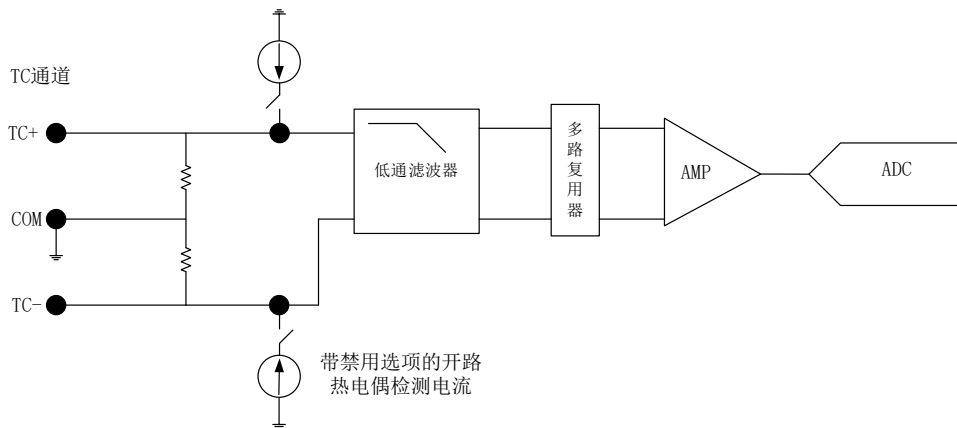 TC通道
TC+
COM
TC-
低通滤波器
多路复用器
AMP
ADC
带禁用选项的开路
热电偶检测电流